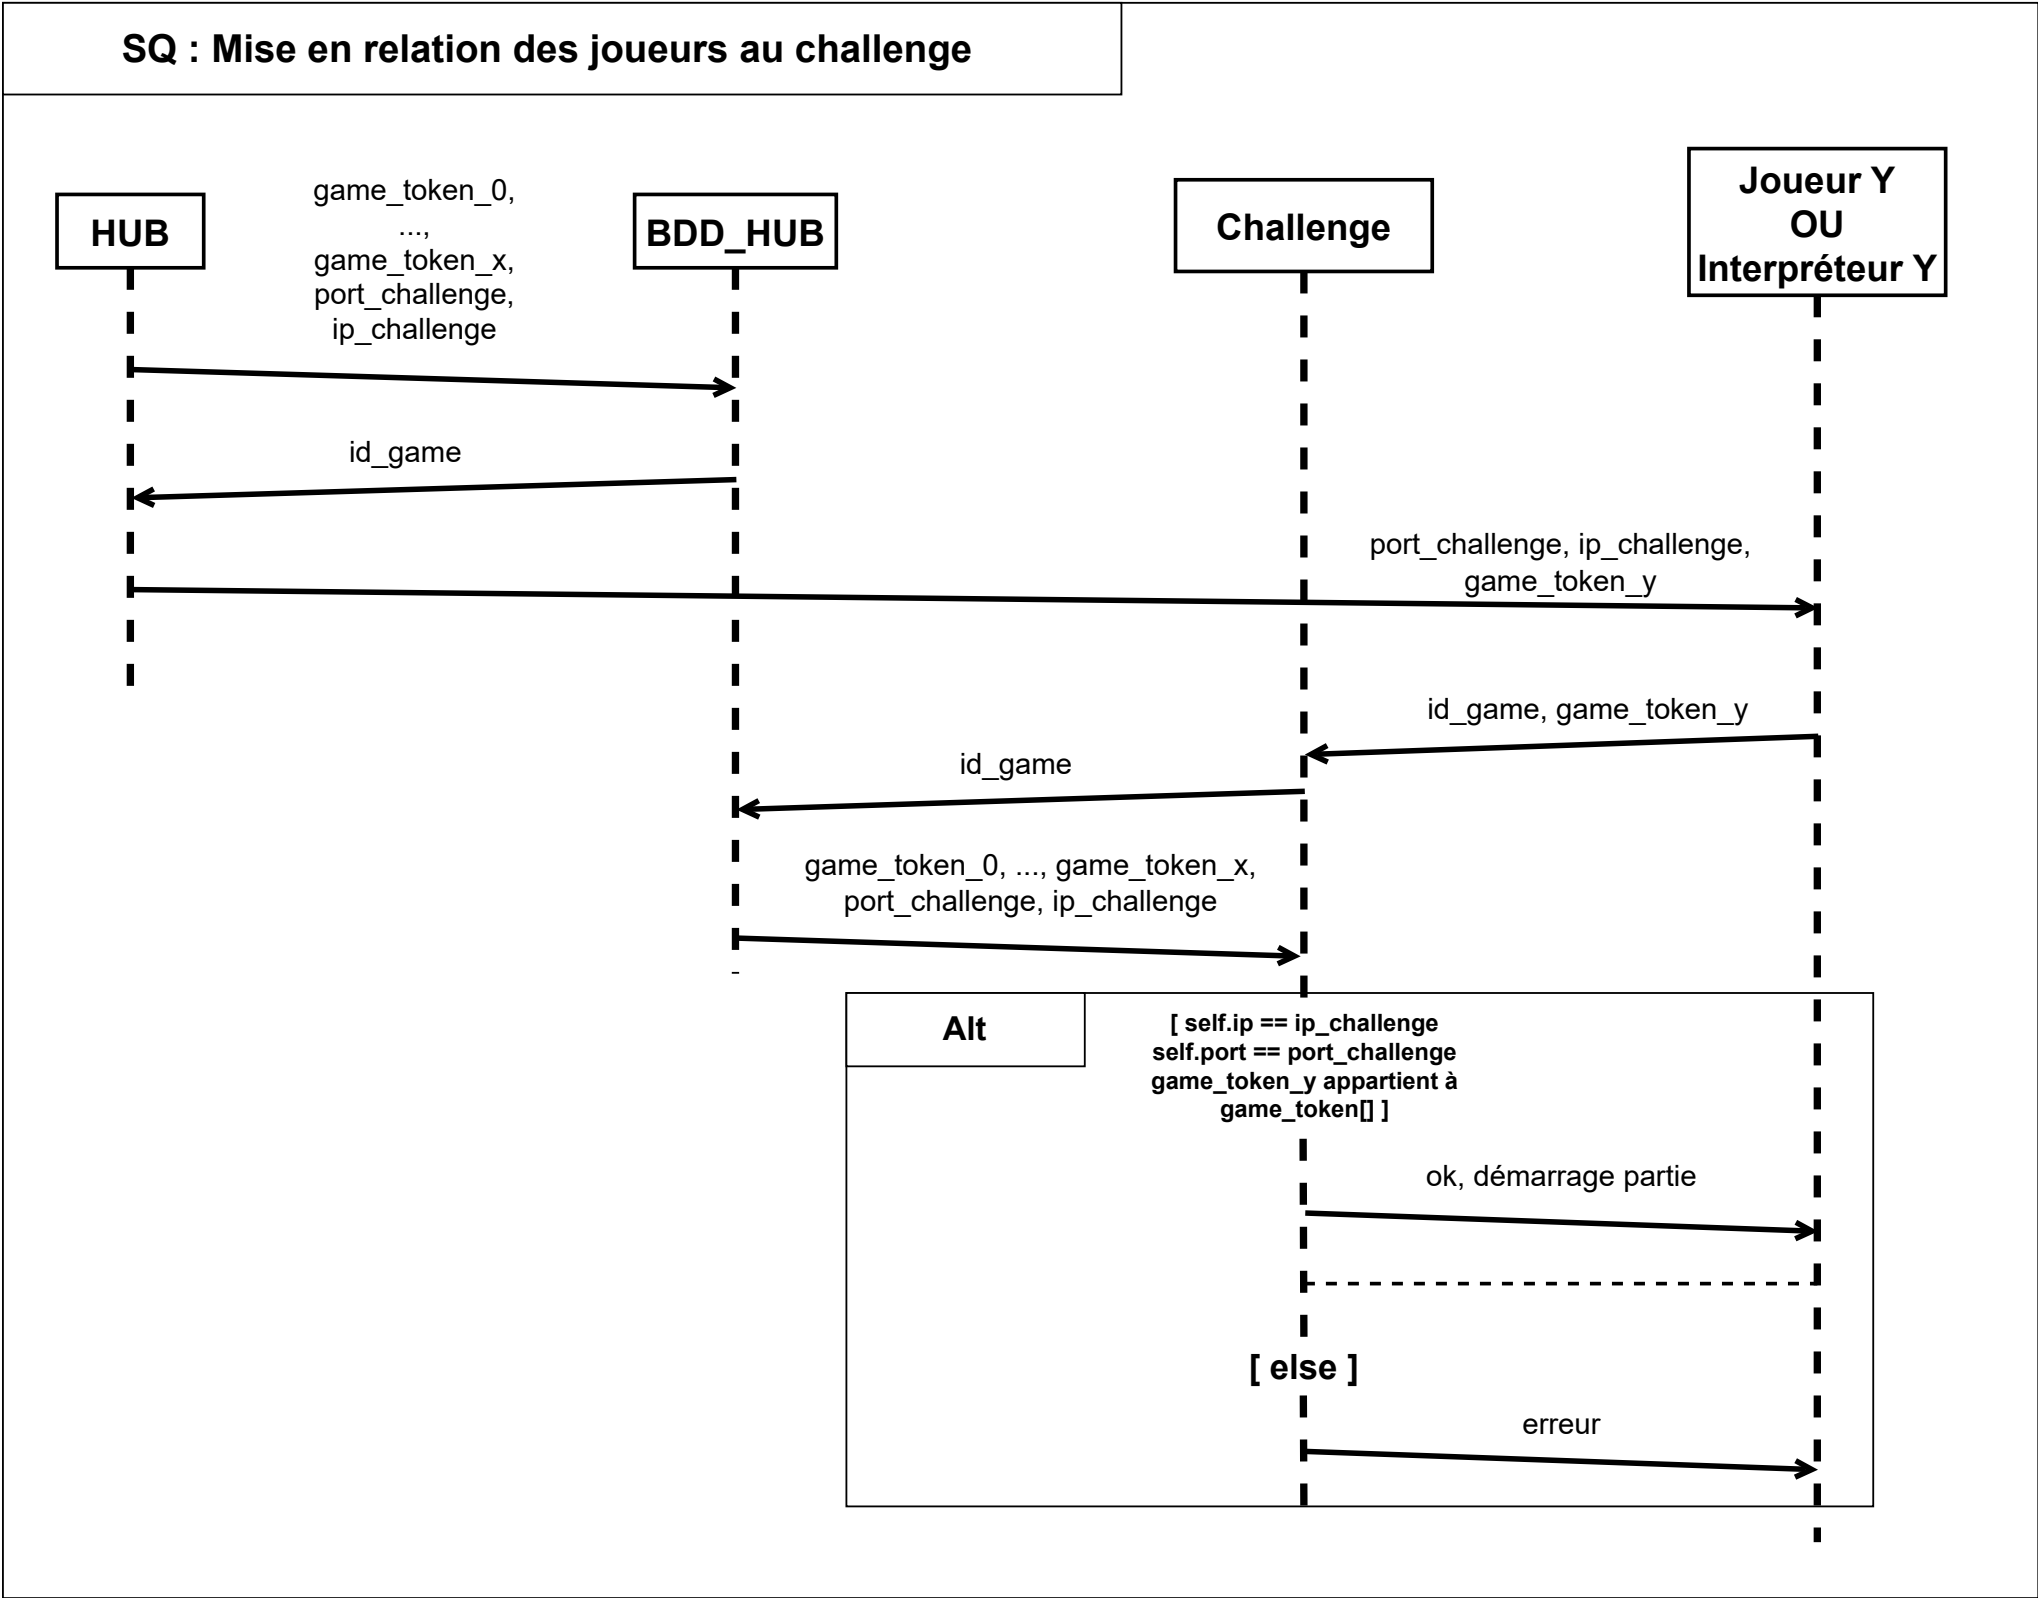 SQ : Mise en relation des joueurs au challenge
HUB
game_token_0,
...,
game_token_x,
port_challenge,
ip_challenge
BDD_HUB
Challenge
Joueur Y
OU
Interpréteur Y
id_game
port_challenge, ip_challenge,
game_token_y
id_game, game_token_y
id_game
game_token_0, ..., game_token_x,
port_challenge, ip_challenge
Alt
[ self.ip == ip_challenge
self.port == port_challenge
game_token_y appartient à
game_token[] ]
ok, démarrage partie
[ else ]
erreur